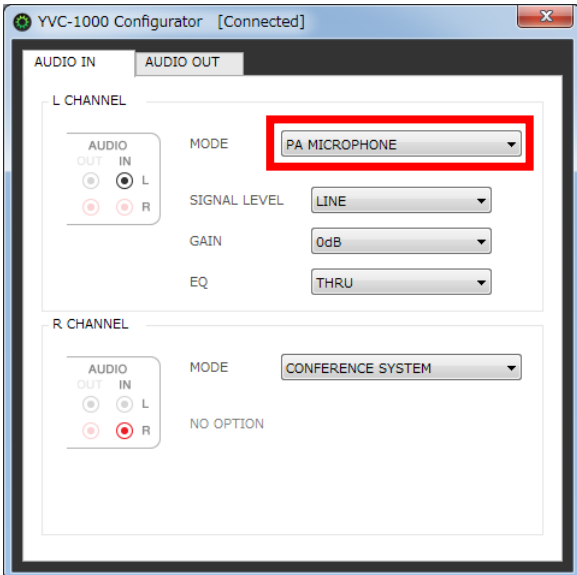 YVC-1000 Configurator [Connected]
x
AUDIO IN AUDIO OUT
L CHANNEL
AUDIO
OUT IN
L
R
MODE PA MICROPHONE
SIGNAL LEVEL LINE
GAIN 0dB
EQ THRU
R CHANNEL
AUDIO
OUT IN
L
R
MODE CONFERENCE SYSTEM
NO OPTION